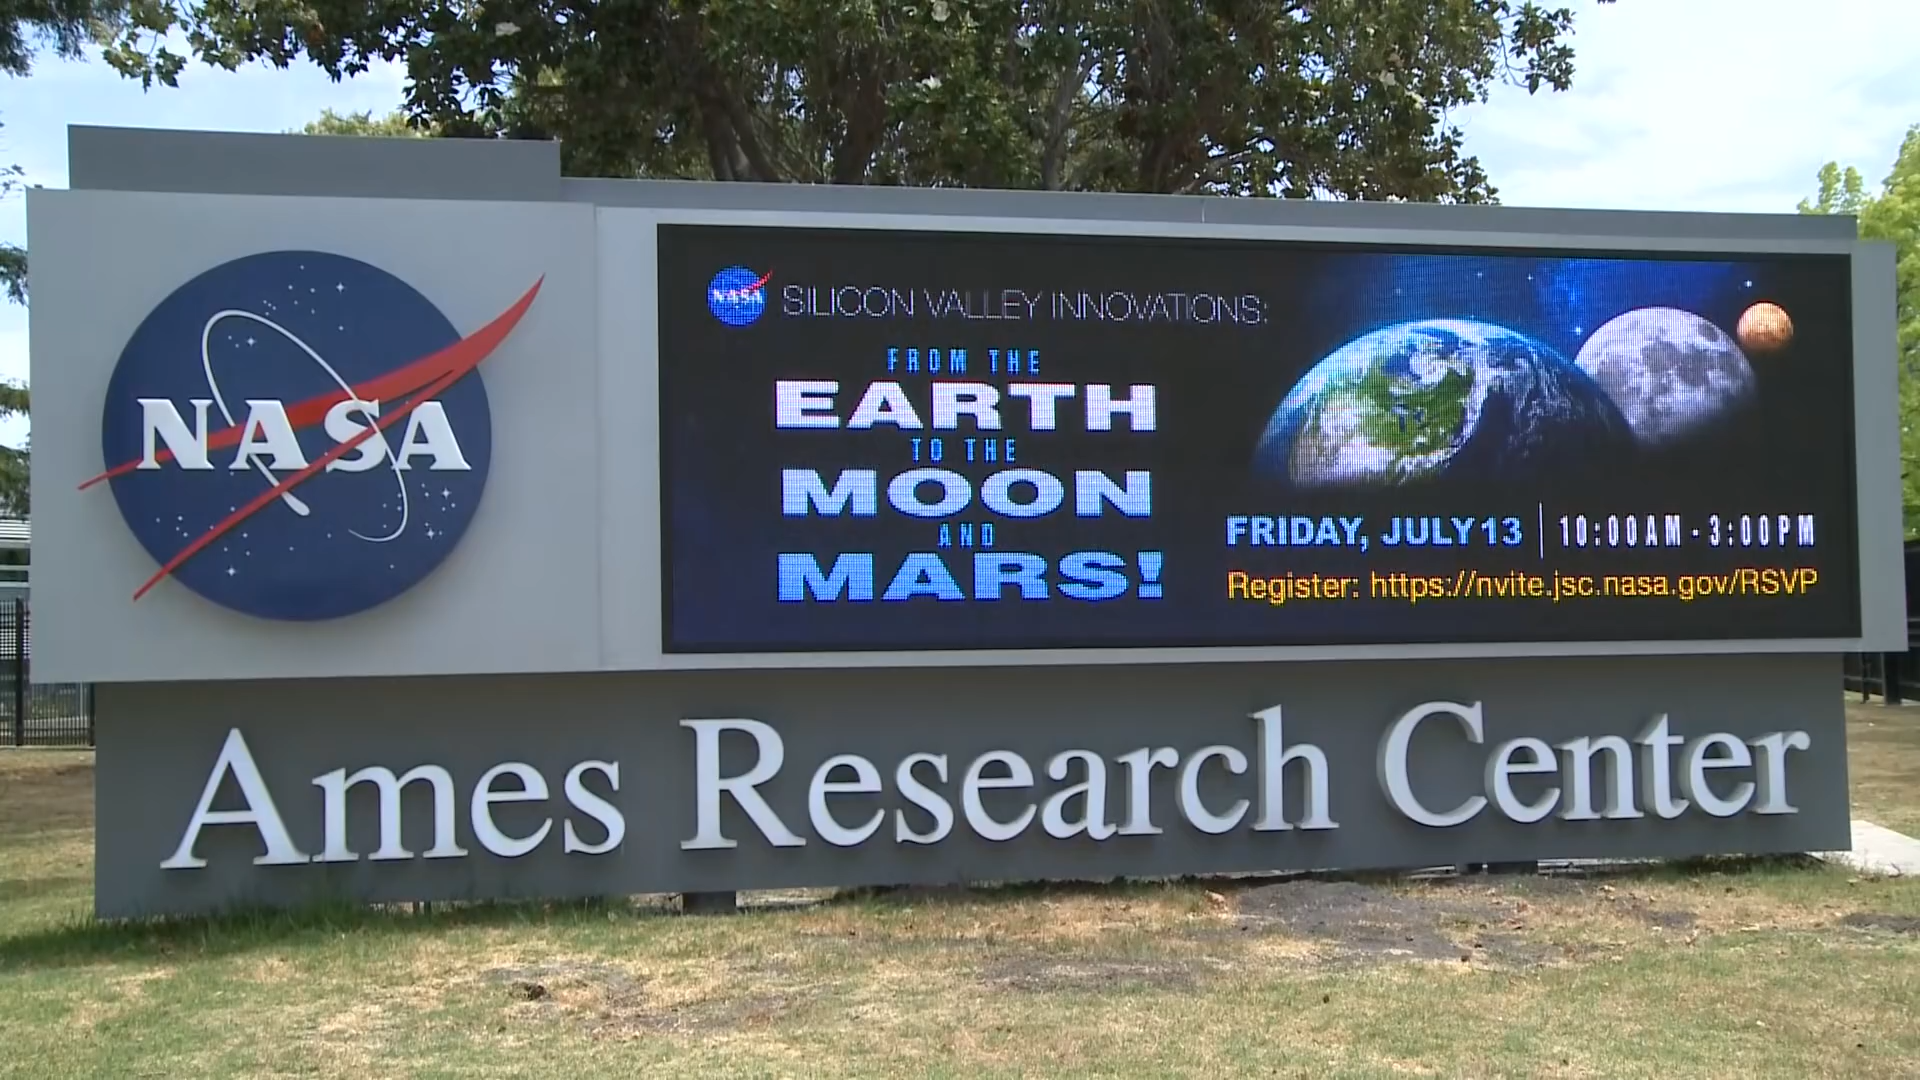 NASA
NASA
SILICON VALLEY INNOVATIONS:
FROM THE
EARTH
TO THE
MOON
AND
MARS!
FRIDAY, JULY 13 | 10:00AM - 3:00PM
Register: https://nvite.jsc.nasa.gov/RSVP
Ames Research Center